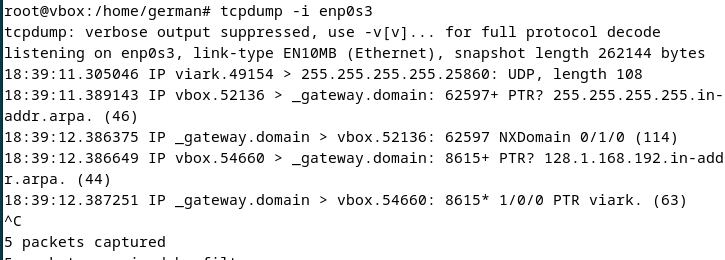 root@vbox:/home/german# tcpdump -i enp0s3
tcpdump: verbose output suppressed, use -v[v]... for full protocol decode
listening on enp0s3, link-type EN10MB (Ethernet), snapshot length 262144 bytes
18:39:11.305046 IP viark.49154 > 255.255.255.255.25860: UDP, length 108
18:39:11.389143 IP vbox.52136 > _gateway.domain: 62597+ PTR? 255.255.255.255.in-
addr.arpa. (46)
18:39:12.386375 IP _gateway.domain > vbox.52136: 62597 NXDomain 0/1/0 (114)
18:39:12.386649 IP vbox.54660 > _gateway.domain: 8615+ PTR? 128.1.168.192.in-add
r.arpa. (44)
18:39:12.387251 IP _gateway.domain > vbox.54660: 8615* 1/0/0 PTR viark. (63)
^C
5 packets captured